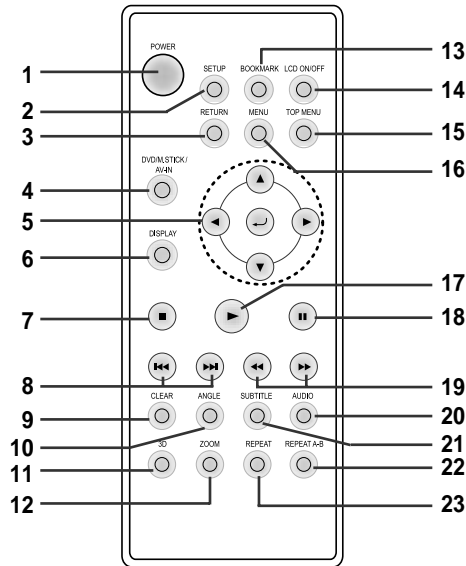 POWER
1
13
SETUP BOOKMARK LCD ON/OFF
2
14
3
RETURN MENU TOP MENU
15
16
DVD/M.STICK/
AV-IN
4
5
DISPLAY
6
17
7
18
8
19
CLEAR ANGLE SUBTITLE AUDIO
9
20
10
21
3D ZOOM REPEAT REPEAT A-B
11
22
12
23